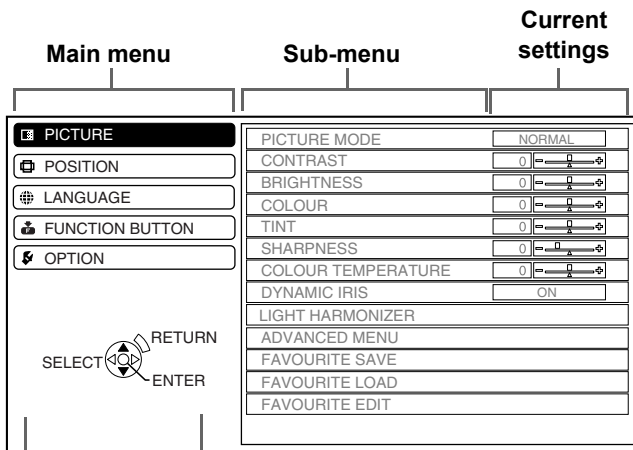 Main menu
Sub-menu
Current
settings
PICTURE
POSITION
LANGUAGE
FUNCTION BUTTON
OPTION
RETURN
SELECT
ENTER
PICTURE MODE NORMAL
CONTRAST 0
BRIGHTNESS 0
COLOUR 0
TINT 0
SHARPNESS 0
COLOUR TEMPERATURE 0
DYNAMIC IRIS ON
LIGHT HARMONIZER
ADVANCED MENU
FAVOURITE SAVE
FAVOURITE LOAD
FAVOURITE EDIT